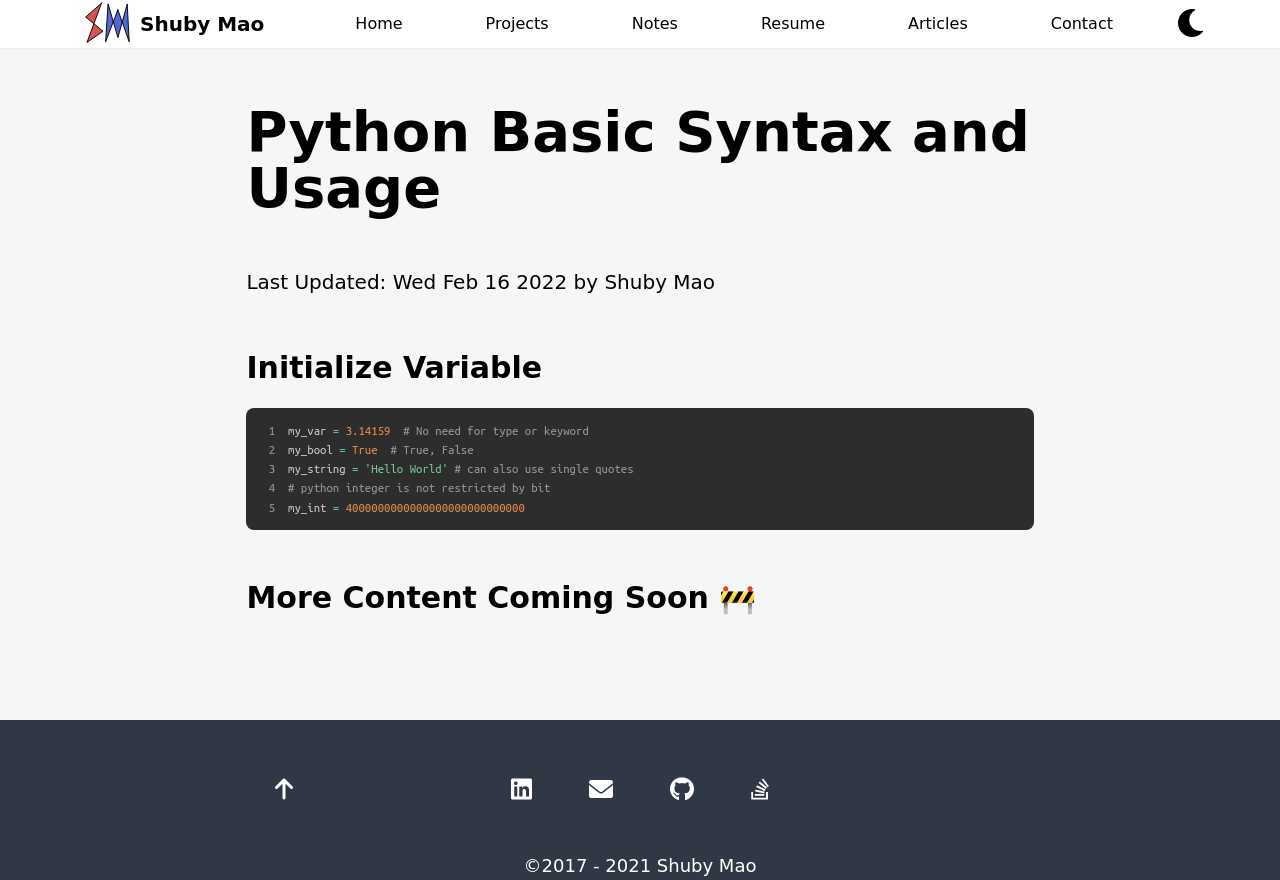 Shuby Mao
Home
Projects
Notes
Resume
Articles
Contact
Python Basic Syntax and
Usage
Last Updated: Wed Feb 16 2022 by Shuby Mao
Initialize Variable
1 my_var = 3.14159  # No need for type or keyword
2 my_bool = True  # True, False
3 my_string = 'Hello World' # can also use single quotes
4 # python integer is not restricted by bit
5 my_int = 4000000000000000000000000000
More Content Coming Soon 🚧
©2017 - 2021 Shuby Mao